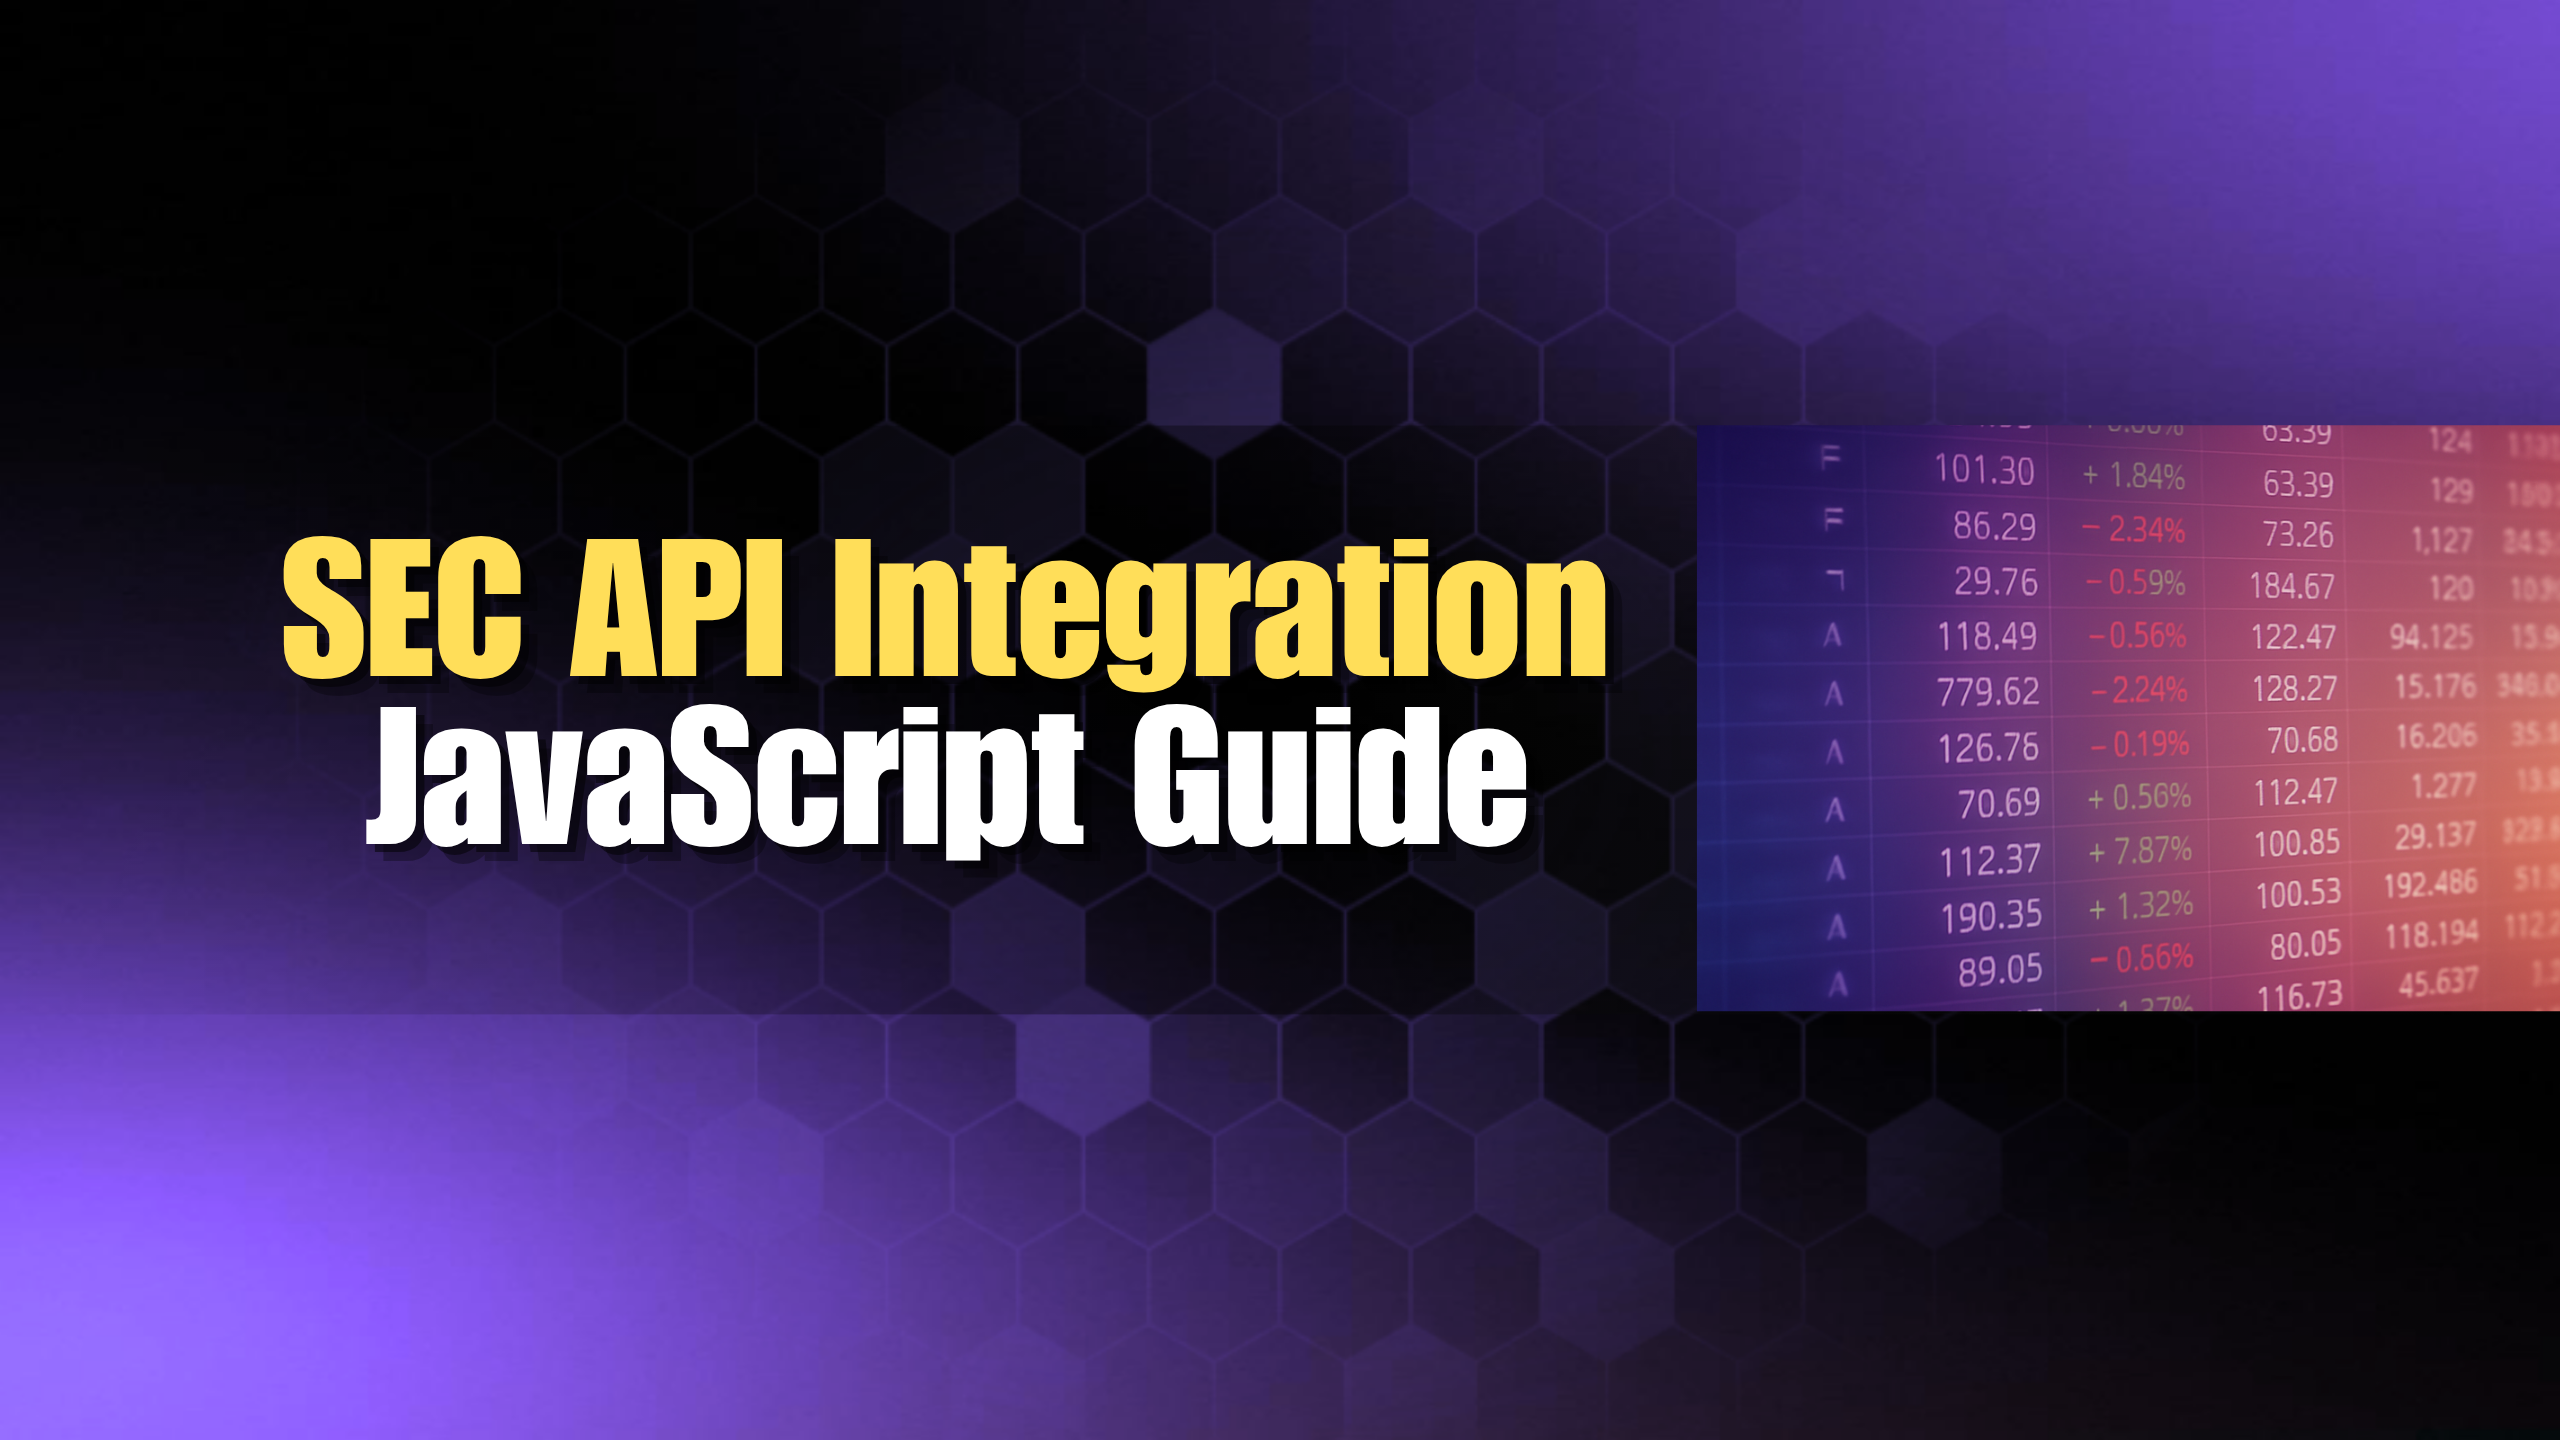 SEC API Integration
JavaScript Guide
63.39 124
F 101.30 + 1.84% 63.39 129
F 86.29 − 2.34% 73.26 1,127
29.76 − 0.59% 184.67 120
A 118.49 − 0.56% 122.47 94.125
A 779.62 − 2.24% 128.27 15.176
A 126.76 − 0.19% 70.68 16.206
A 70.69 + 0.56% 112.47 1.277
A 112.37 + 7.87% 100.85 29.137
A 190.35 + 1.32% 100.53 192.486
A 89.05 − 0.66% 80.05 118.194
A 116.73 45.637